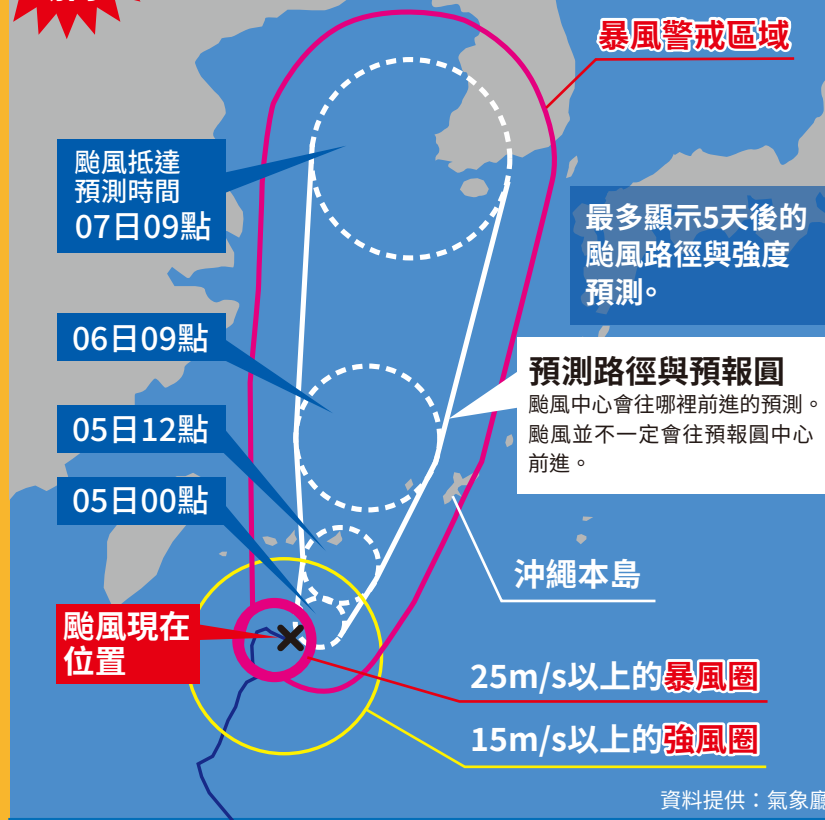 暴風警戒區域
颱風抵達
預測時間
07日09點
最多顯示5天後的
颱風路徑與強度
預測。
06日09點
預測路徑與預報圓
颱風中心會往哪裡前進的預測。
颱風並不一定會往預報圓中心
前進。
05日12點
05日00點
沖繩本島
颱風現在
位置
25m/s以上的暴風圈
15m/s以上的強風圈
資料提供：氣象廳